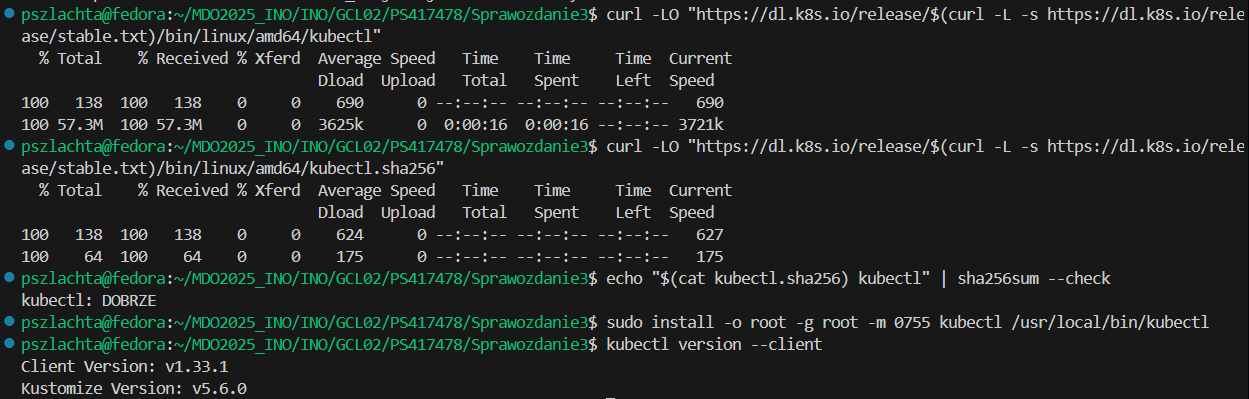 pszlachta@fedora:~/MDO2025_INO/INO/GCL02/PS417478/Sprawozdanie3$ curl -LO "https://dl.k8s.io/release/$(curl -L -s https://dl.k8s.io/rele
ase/stable.txt)/bin/linux/amd64/kubectl"
  % Total    % Received % Xferd  Average Speed   Time    Time     Time  Current
                                 Dload  Upload   Total   Spent    Left  Speed
100   138  100   138    0     0    690      0 --:--:-- --:--:-- --:--:--   690
100 57.3M  100 57.3M    0     0  3625k      0  0:00:16  0:00:16 --:--:-- 3721k
pszlachta@fedora:~/MDO2025_INO/INO/GCL02/PS417478/Sprawozdanie3$ curl -LO "https://dl.k8s.io/release/$(curl -L -s https://dl.k8s.io/rele
ase/stable.txt)/bin/linux/amd64/kubectl.sha256"
  % Total    % Received % Xferd  Average Speed   Time    Time     Time  Current
                                 Dload  Upload   Total   Spent    Left  Speed
100   138  100   138    0     0    624      0 --:--:-- --:--:-- --:--:--   627
100    64  100    64    0     0    175      0 --:--:-- --:--:-- --:--:--   175
pszlachta@fedora:~/MDO2025_INO/INO/GCL02/PS417478/Sprawozdanie3$ echo "$(cat kubectl.sha256) kubectl" | sha256sum --check
kubectl: DOBRZE
pszlachta@fedora:~/MDO2025_INO/INO/GCL02/PS417478/Sprawozdanie3$ sudo install -o root -g root -m 0755 kubectl /usr/local/bin/kubectl
pszlachta@fedora:~/MDO2025_INO/INO/GCL02/PS417478/Sprawozdanie3$ kubectl version --client
Client Version: v1.33.1
Kustomize Version: v5.6.0